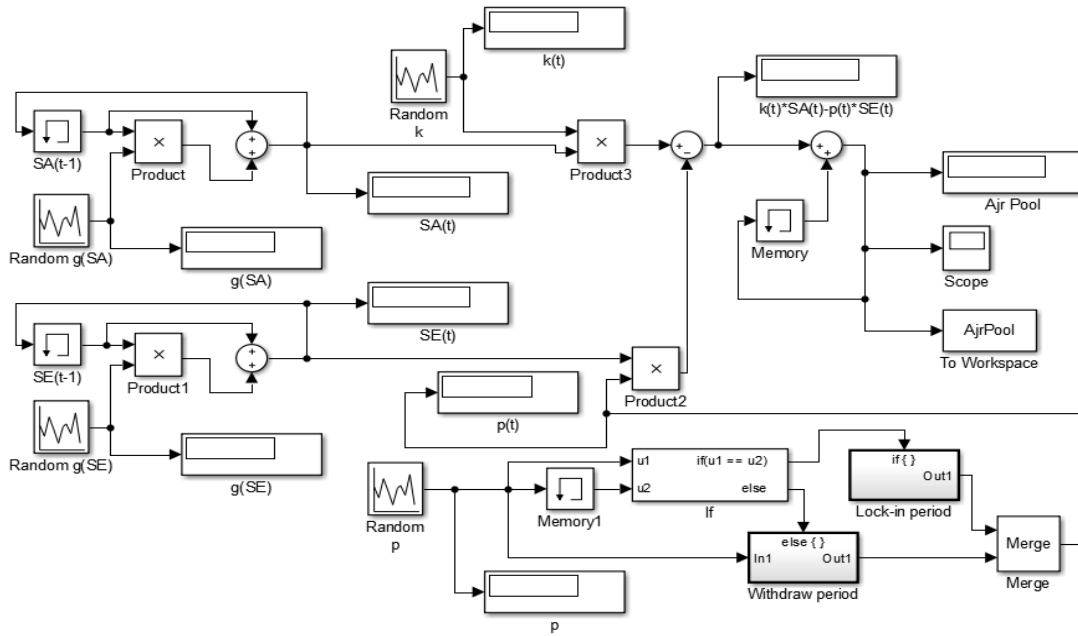 k(t)
Random
k
k(t)*SA(t)-p(t)*SE(t)
SA(t-1)
×
Product
+
+
×
Product3
+
−
+
+
Ajr Pool
SA(t)
Random g(SA)
g(SA)
Memory
Scope
SE(t)
AjrPool
To Workspace
SE(t-1)
×
Product1
+
+
×
Product2
p(t)
Random g(SE)
g(SE)
Random
p
Memory1
u1
if(u1 == u2)
u2
else
If
if { }
Out1
Lock-in period
else { }
In1
Out1
Withdraw period
Merge
Merge
p